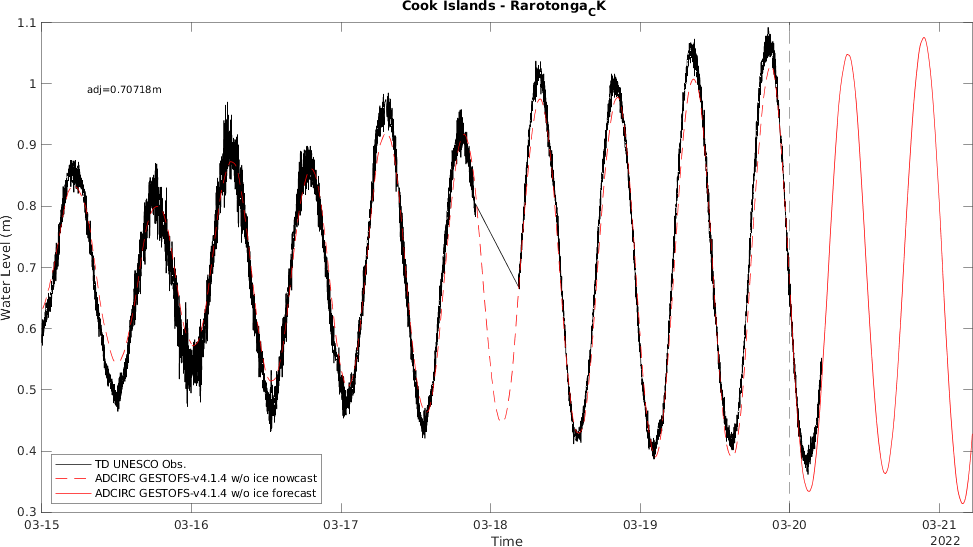 Cook Islands - Rarotonga_CK
1.1
1
0.9
0.8
0.7
0.6
0.5
0.4
0.3
Water Level (m)
adj=0.70718m
TD UNESCO Obs.
ADCIRC GESTOFS-v4.1.4 w/o ice nowcast
ADCIRC GESTOFS-v4.1.4 w/o ice forecast
03-15 03-16 03-17 03-18 03-19 03-20 03-21
Time
2022